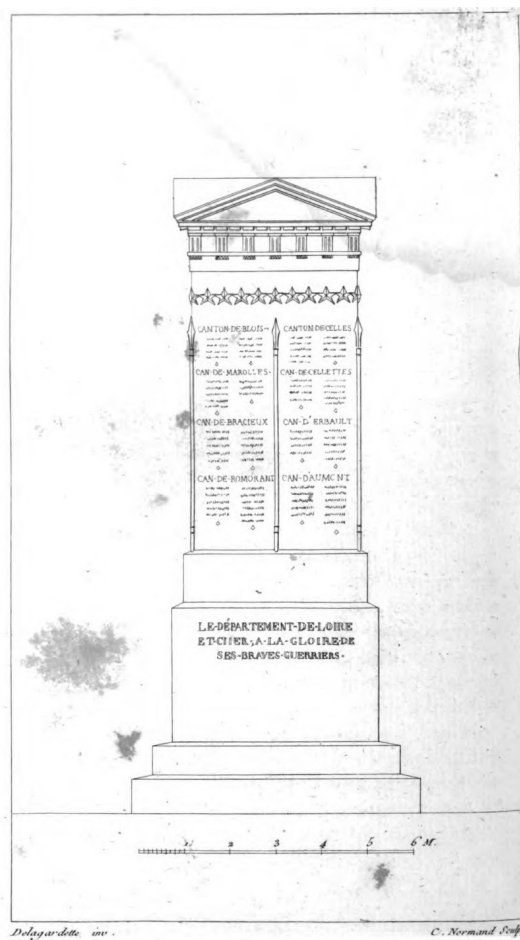 CANTON-DE-BLOIS- CANTON DE CELLES
CAN-DE-MAROLLES- CAN-DE-CELLETTES
CAN-DE-BRACIEUX CAN-D'ERBAULT
CAN-DE-ROMORANT CAN-D'AUMONT
LE-DÉPARTEMENT-DE-LOIRE
ET-CHER; A-LA-GLOIRE-DE
SES-BRAVES-GUERRIERS-
1 2 3 4 5 6 M.
Delagardette inv. C. Normand Sculp